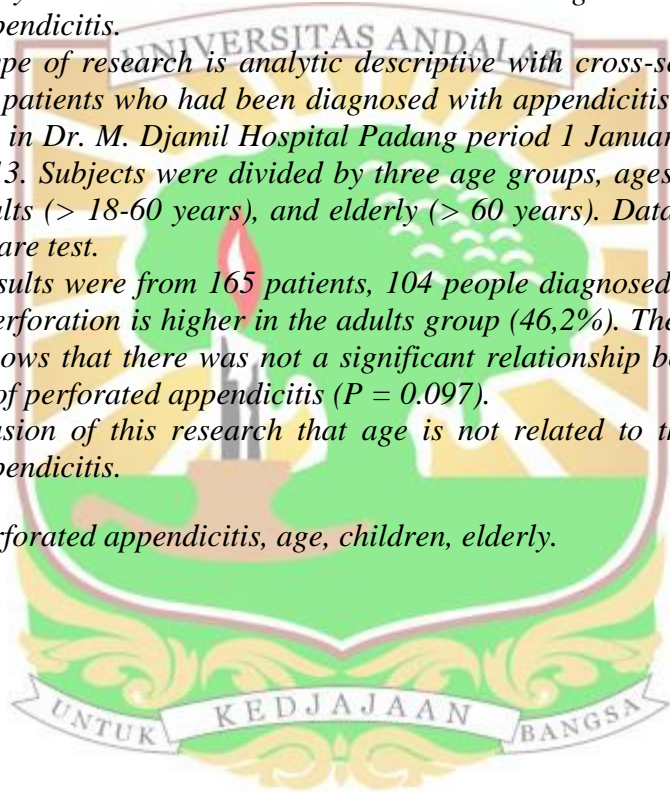 pendicitis.
UNIVERSITAS ANDALAS
pe of research is analytic descriptive with cross-se
patients who had been diagnosed with appendicitis
in Dr. M. Djamil Hospital Padang period 1 Januar
13. Subjects were divided by three age groups, ages
lts (> 18-60 years), and elderly (> 60 years). Data
are test.
sults were from 165 patients, 104 people diagnosed
erforation is higher in the adults group (46,2%). The
ows that there was not a significant relationship be
of perforated appendicitis (P = 0.097).
usion of this research that age is not related to th
pendicitis.
rforated appendicitis, age, children, elderly.
UNTUK KEDJAJAAN BANGSA